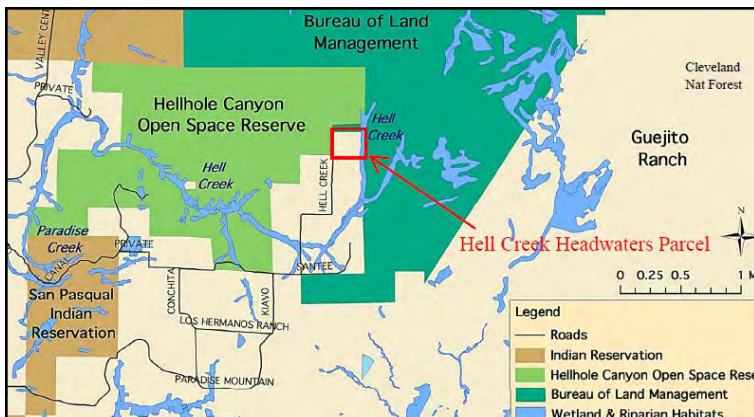 Bureau of Land
Management
VALLEY CENT
PRIVATE
Cleveland
Nat Forest
Hellhole Canyon
Open Space Reserve
Hell
Creek
Guejito
Ranch
HELL CREEK
Hell
Creek
Paradise
Creek
PRIVATE
CANAL
SANTEE
Hell Creek Headwaters Parcel
N
San Pasqual
Indian
Reservation
CONCHITA
KIAVO
LOS HERMANOS RANCH
PARADISE MOUNTAIN
0 0.25 0.5 1 M
Legend
Roads
Indian Reservation
Hellhole Canyon Open Space Rese
Bureau of Land Management
Wetland & Riparian Habitats